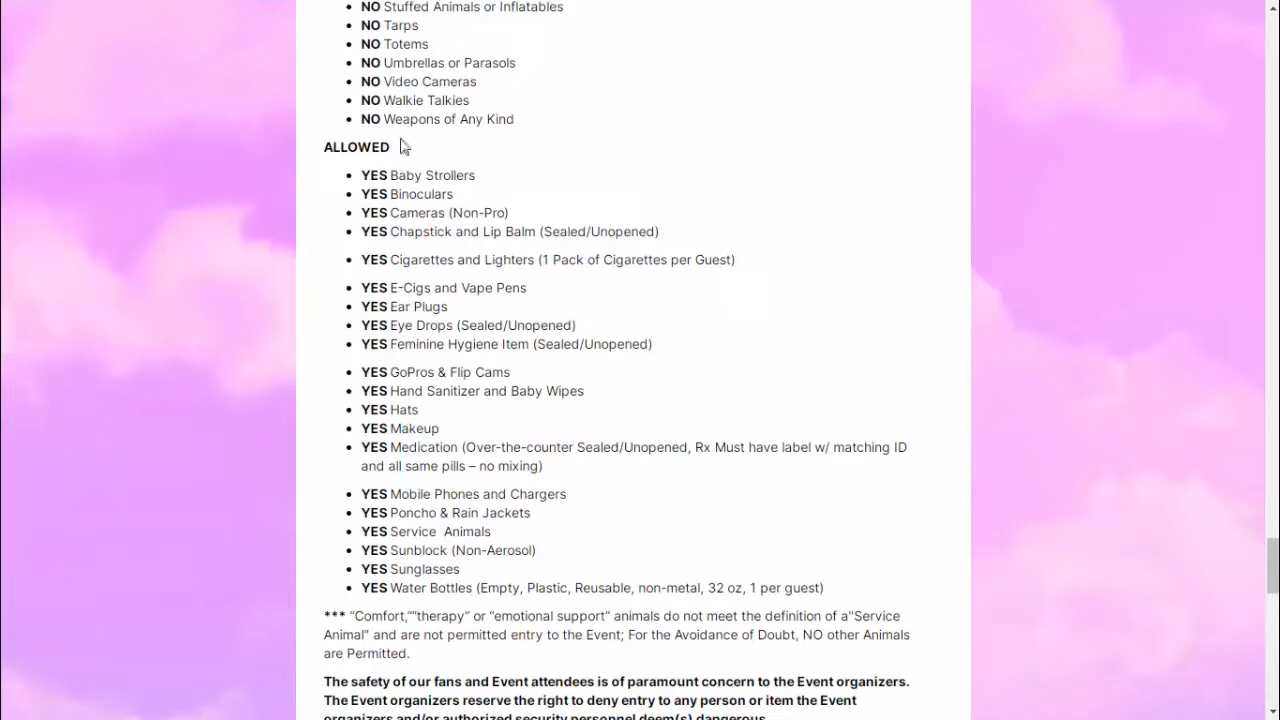 NO Stuffed Animals or Inflatables
NO Tarps
NO Totems
NO Umbrellas or Parasols
NO Video Cameras
NO Walkie Talkies
NO Weapons of Any Kind
ALLOWED
YES Baby Strollers
YES Binoculars
YES Cameras (Non-Pro)
YES Chapstick and Lip Balm (Sealed/Unopened)
YES Cigarettes and Lighters (1 Pack of Cigarettes per Guest)
YES E-Cigs and Vape Pens
YES Ear Plugs
YES Eye Drops (Sealed/Unopened)
YES Feminine Hygiene Item (Sealed/Unopened)
YES GoPros & Flip Cams
YES Hand Sanitizer and Baby Wipes
YES Hats
YES Makeup
YES Medication (Over-the-counter Sealed/Unopened, Rx Must have label w/ matching ID
and all same pills – no mixing)
YES Mobile Phones and Chargers
YES Poncho & Rain Jackets
YES Service  Animals
YES Sunblock (Non-Aerosol)
YES Sunglasses
YES Water Bottles (Empty, Plastic, Reusable, non-metal, 32 oz, 1 per guest)
*** “Comfort,”“therapy” or “emotional support” animals do not meet the definition of a“Service
Animal” and are not permitted entry to the Event; For the Avoidance of Doubt, NO other Animals
are Permitted.
The safety of our fans and Event attendees is of paramount concern to the Event organizers.
The Event organizers reserve the right to deny entry to any person or item the Event
organizers and/or authorized security personnel deem(s) dangerous